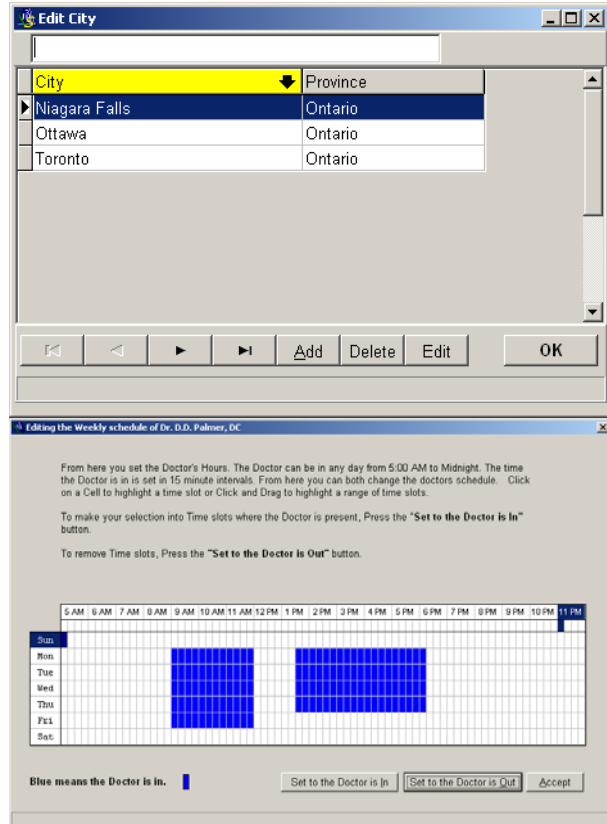 Edit City
City Province
Niagara Falls Ontario
Ottawa Ontario
Toronto Ontario
Add Delete Edit OK
Editing the Weekly schedule of Dr. D.D. Palmer, DC
From here you set the Doctor's Hours. The Doctor can be in any day from 5:00 AM to Midnight. The time
the Doctor is in is set in 15 minute intervals. From here you can both change the doctors schedule. Click
on a Cell to highlight a time slot or Click and Drag to highlight a range of time slots.
To make your selection into Time slots where the Doctor is present, Press the "Set to the Doctor is In"
button.
To remove Time slots, Press the "Set to the Doctor is Out" button.
5 AM 6 AM 7 AM 8 AM 9 AM 10 AM 11 AM 12 PM 1 PM 2 PM 3 PM 4 PM 5 PM 6 PM 7 PM 8 PM 9 PM 10 PM 11 PM
Sun
Mon
Tue
Wed
Thu
Fri
Sat
Blue means the Doctor is in. Set to the Doctor is In Set to the Doctor is Out Accept